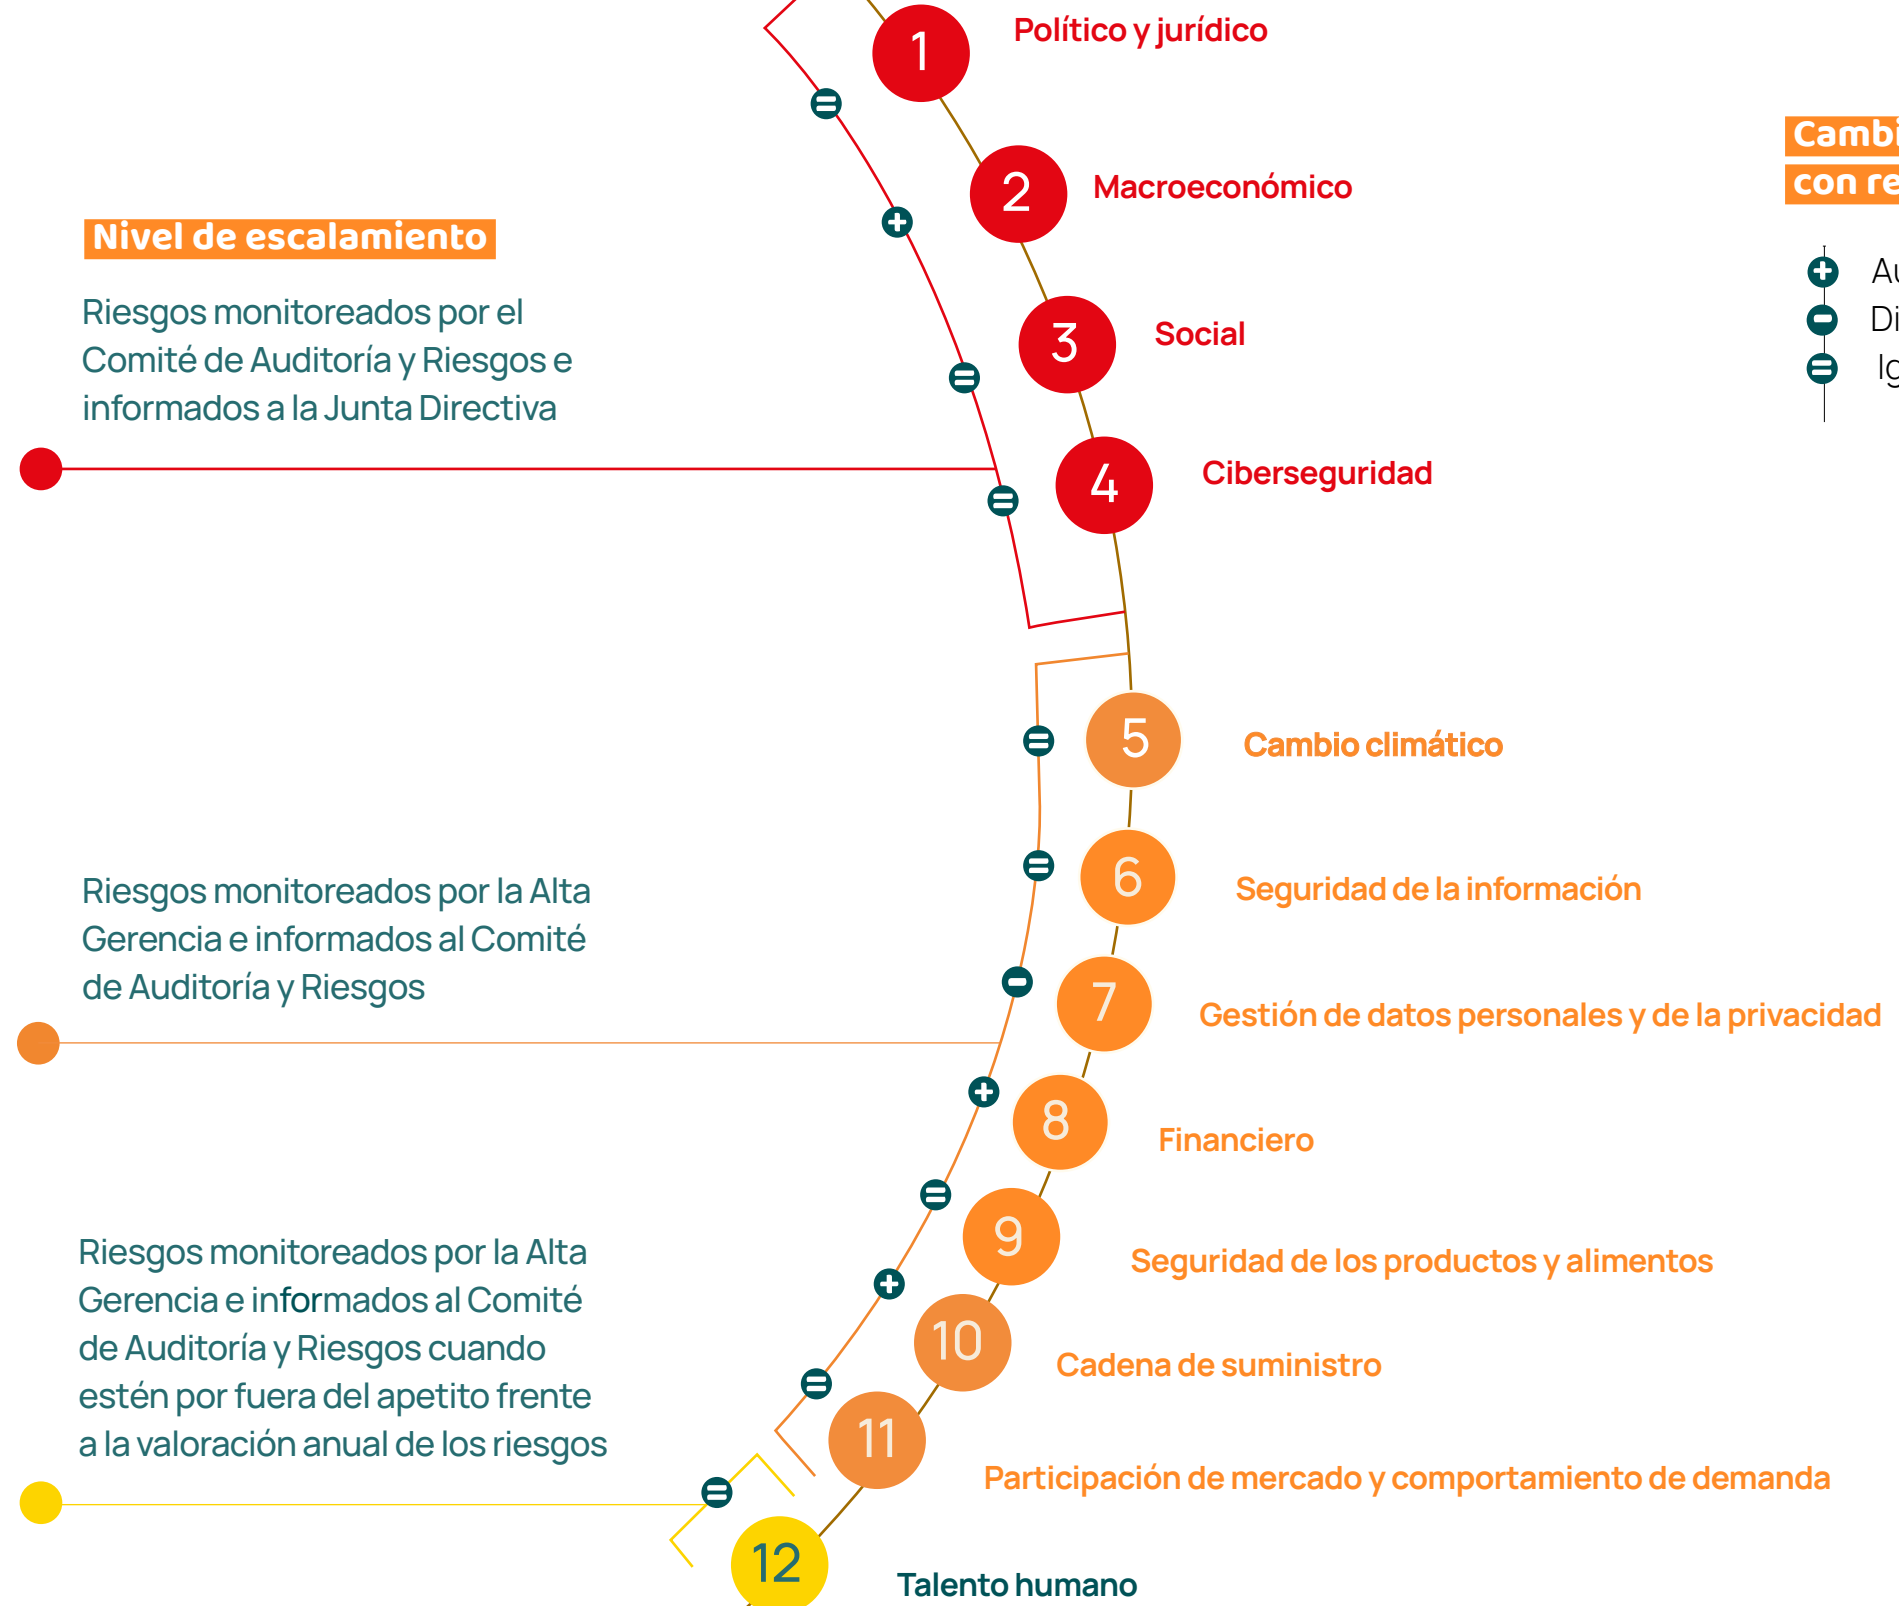 1
Político y jurídico
2
Macroeconómico
3
Social
4
Ciberseguridad
Nivel de escalamiento
Riesgos monitoreados por el
Comité de Auditoría y Riesgos e
informados a la Junta Directiva
5
Cambio climático
6
Seguridad de la información
7
Gestión de datos personales y de la privacidad
8
Financiero
9
Seguridad de los productos y alimentos
10
Cadena de suministro
11
Participación de mercado y comportamiento de demanda
12
Talento humano
Riesgos monitoreados por la Alta
Gerencia e informados al Comité
de Auditoría y Riesgos
Riesgos monitoreados por la Alta
Gerencia e informados al Comité
de Auditoría y Riesgos cuando
estén por fuera del apetito frente
a la valoración anual de los riesgos
con